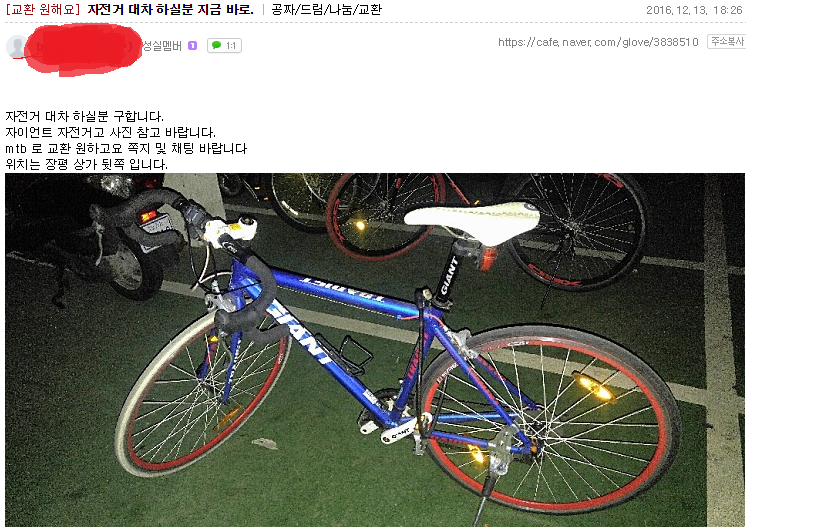 [교환 원해요] 자전거 대차 하실분 지금 바로. | 공짜/드림/나눔/교환
2016.12.13. 18:26
성실멤버 1:1
https://cafe.naver.com/glove/3838510 주소복사
자전거 대차 하실분 구합니다.
자이언트 자전거고 사진 참고 바랍니다.
mtb 로 교환 원하고요 쪽지 및 채팅 바랍니다
위치는 장평 상가 뒷쪽 입니다.
GIANT
GIANT
GIANT